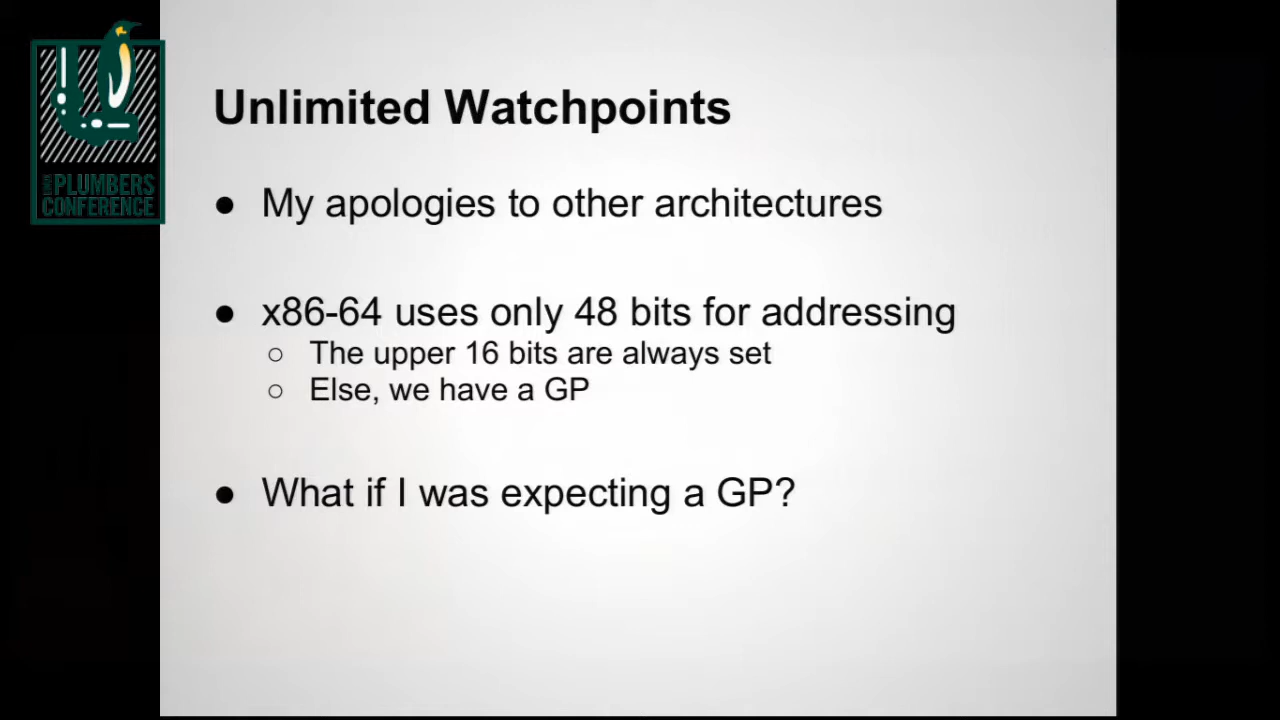 LINUX
PLUMBERS
CONFERENCE
Unlimited Watchpoints
● My apologies to other architectures
● x86-64 uses only 48 bits for addressing
○ The upper 16 bits are always set
○ Else, we have a GP
● What if I was expecting a GP?